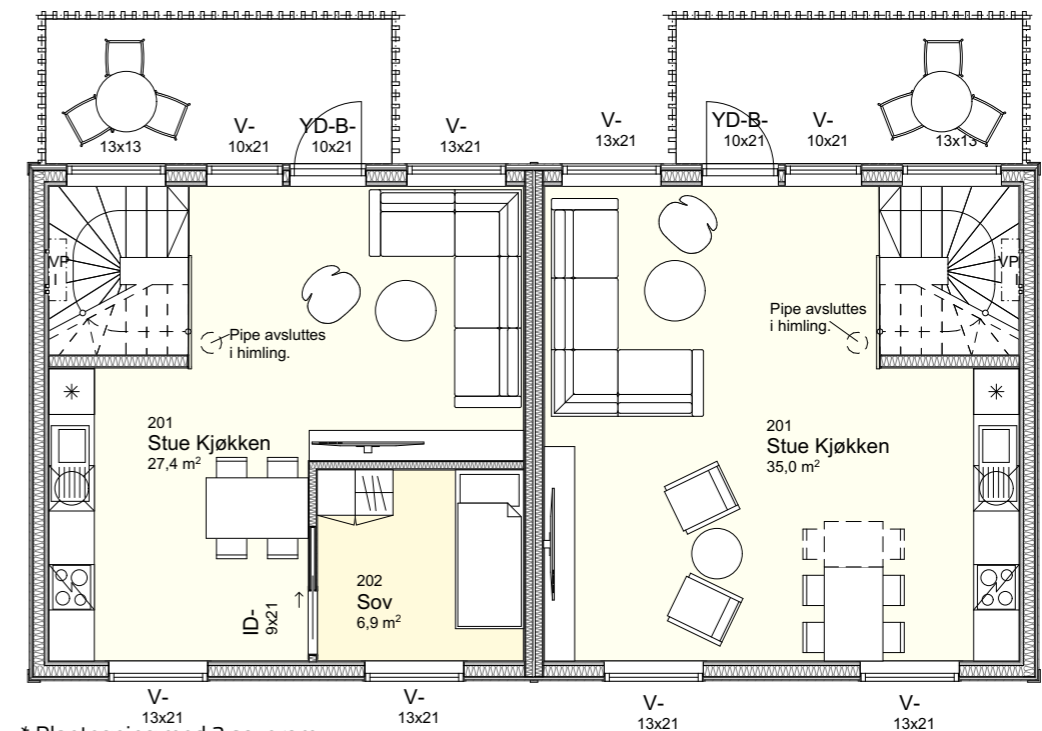 V-
10x21
YD-B-
10x21
V-
13x21
13x13
V-
13x21
YD-B-
10x21
V-
10x21
13x13
VP
I
VP
I
Pipe avsluttes
i himling.
Pipe avsluttes
i himling.
201
Stue Kjøkken
27,4 m²
201
Stue Kjøkken
35,0 m²
202
Sov
6,9 m²
ID-
9x21
V-
13x21
V-
13x21
V-
13x21
V-
13x21